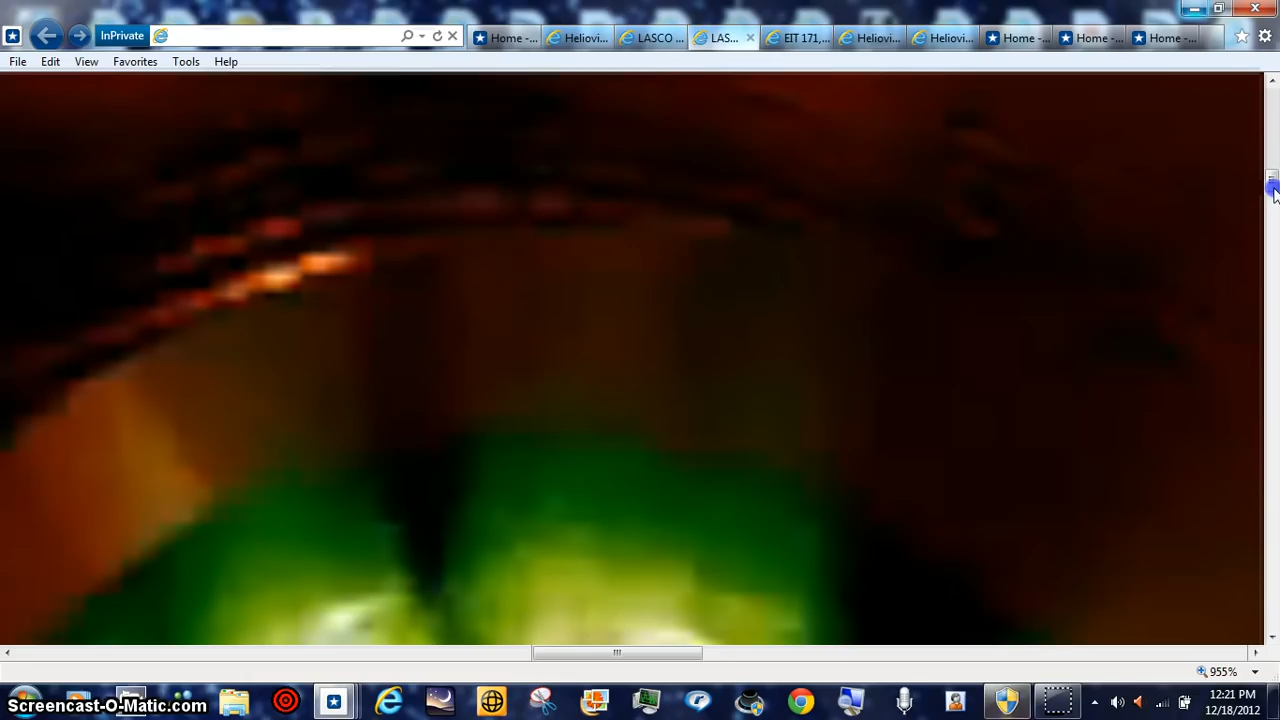 InPrivate
Home -...
Heliovi...
LASCO ...
LAS...
EIT 171,...
Heliovi...
Heliovi...
Home -...
Home -...
Home -...
File Edit View Favorites Tools Help
955%
Screencast-O-Matic.com
12:21 PM
12/18/2012